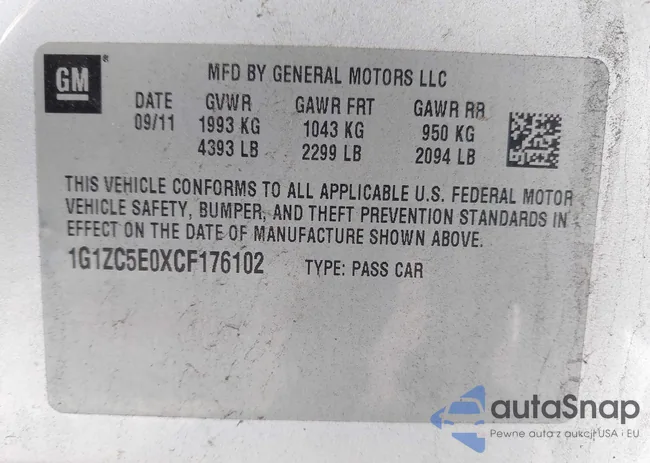 GM
®
MFD BY GENERAL MOTORS LLC
DATE GVWR GAWR FRT GAWR RR
09/11 1993 KG 1043 KG 950 KG
4393 LB 2299 LB 2094 LB
THIS VEHICLE CONFORMS TO ALL APPLICABLE U.S. FEDERAL MOTOR
VEHICLE SAFETY, BUMPER, AND THEFT PREVENTION STANDARDS IN
EFFECT ON THE DATE OF MANUFACTURE SHOWN ABOVE.
1G1ZC5E0XCF176102 TYPE: PASS CAR
autaSnap
Pewne auta z aukcji USA i EU